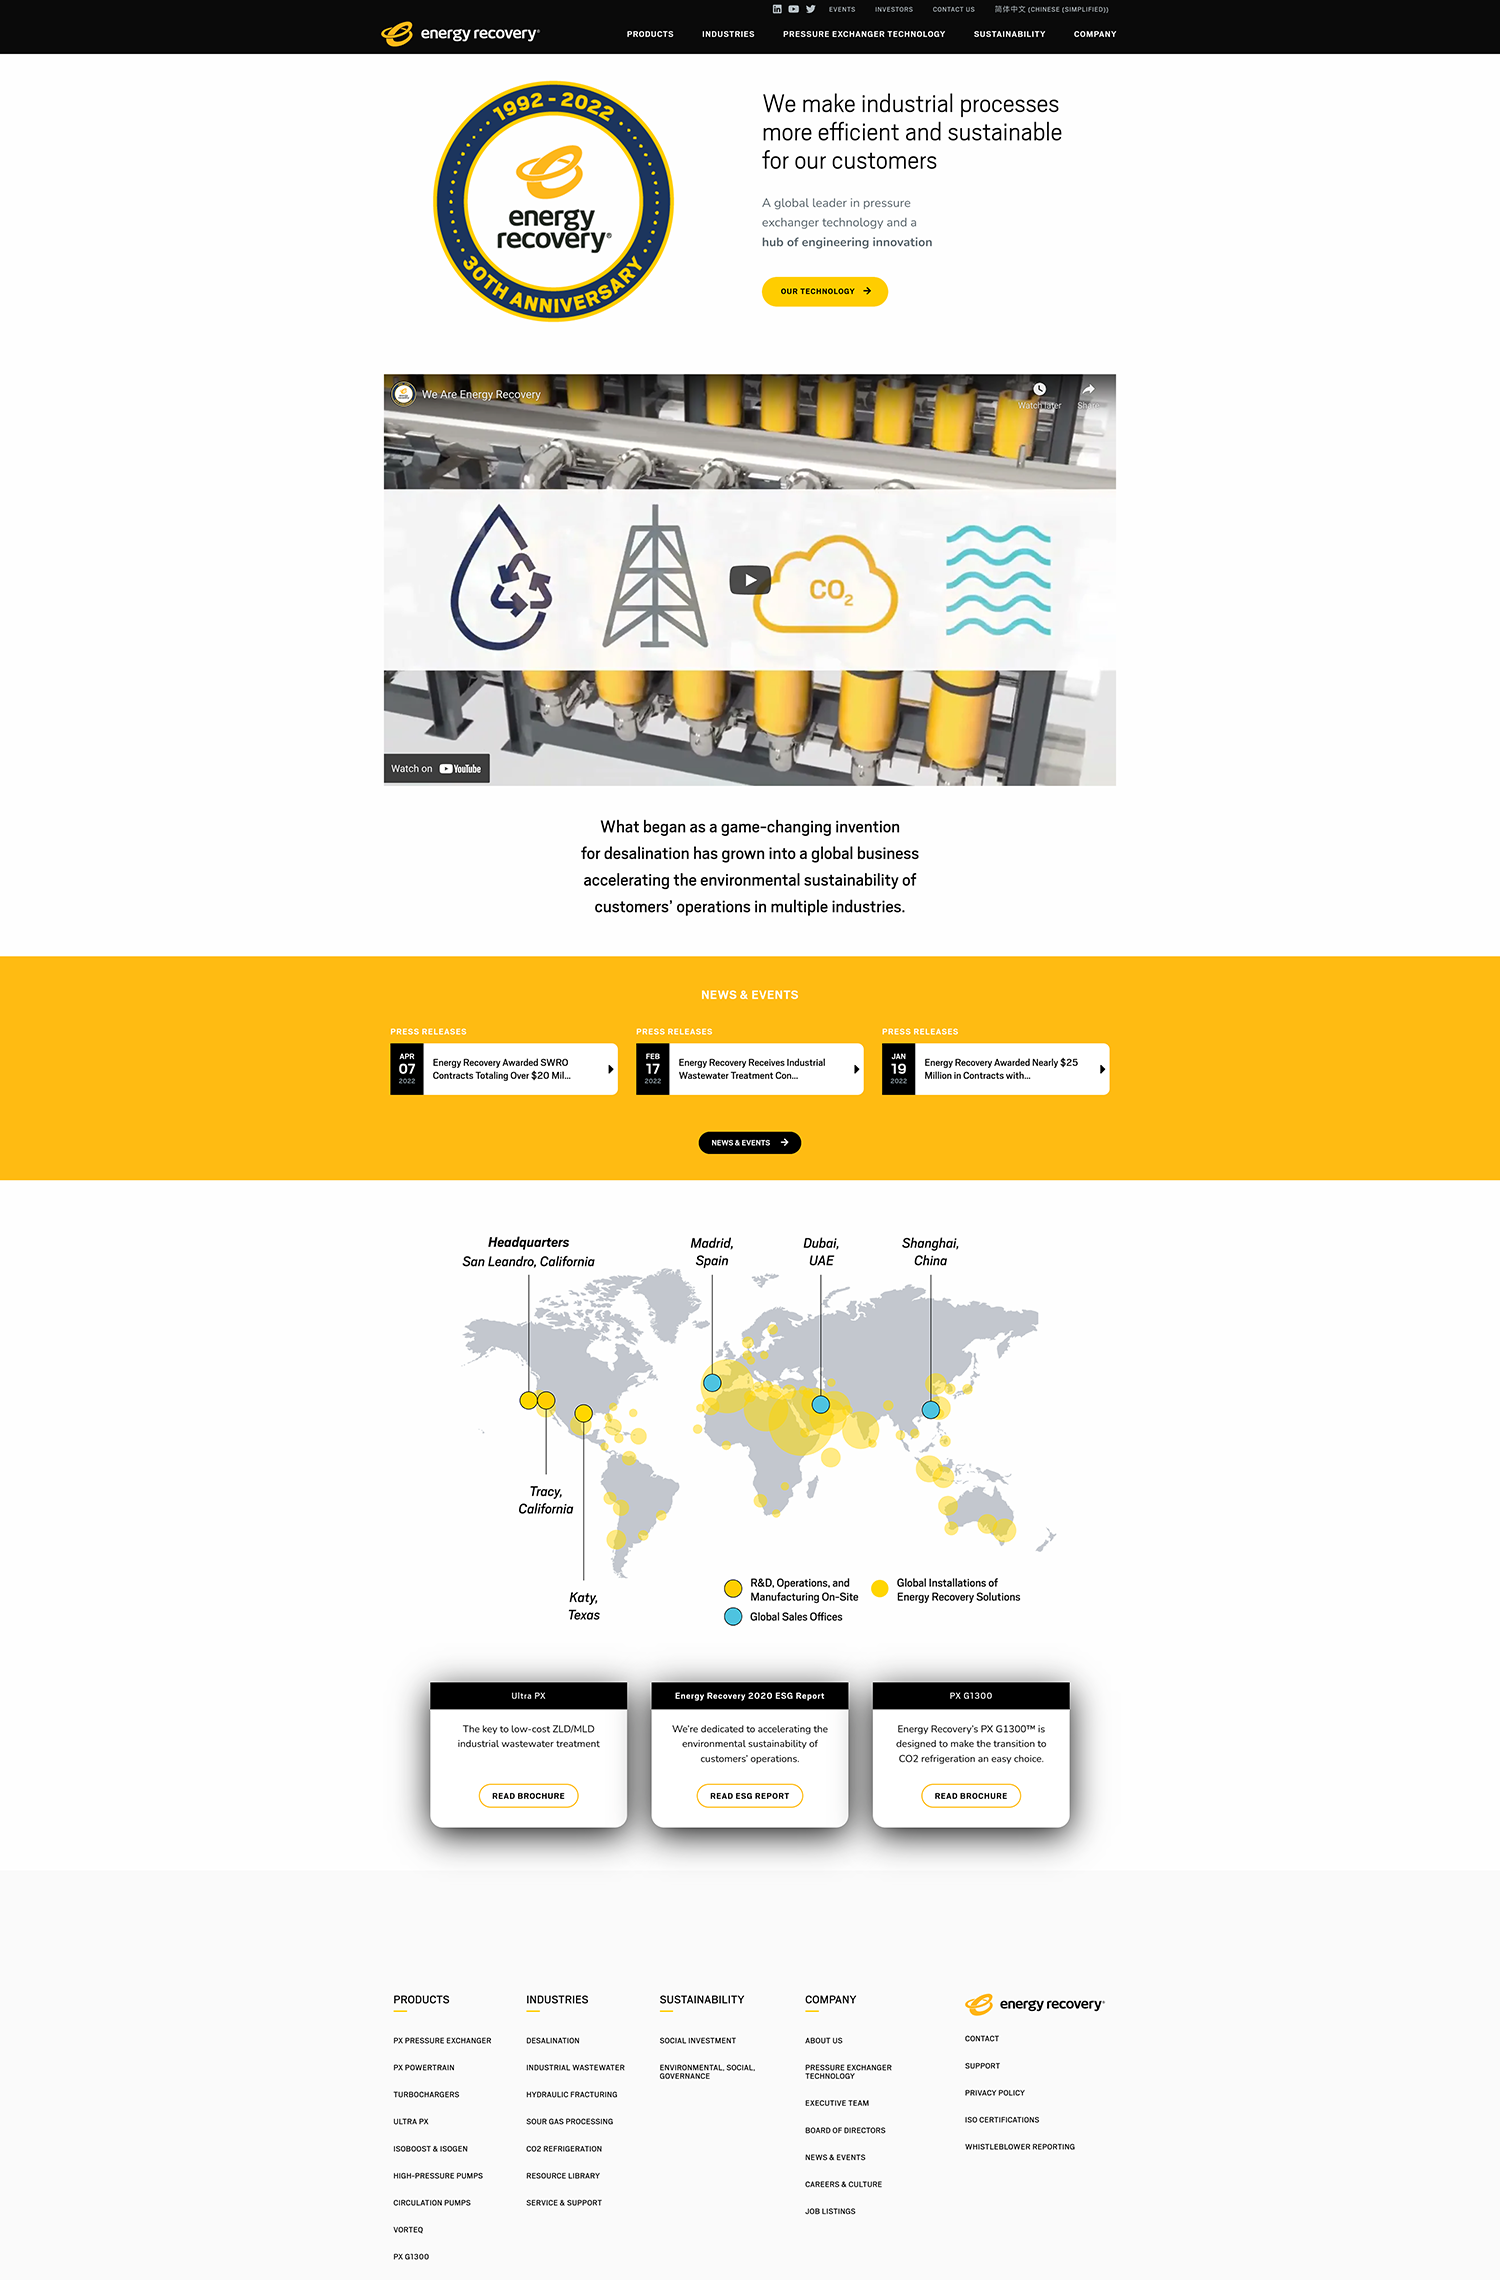 EVENTS
INVESTORS
CONTACT US
简体中文 (CHINESE (SIMPLIFIED))
energy recovery®
PRODUCTS
INDUSTRIES
PRESSURE EXCHANGER TECHNOLOGY
SUSTAINABILITY
COMPANY
1992 - 2022
energy
recovery®
30TH ANNIVERSARY
We make industrial processes
more efficient and sustainable
for our customers
A global leader in pressure
exchanger technology and a
hub of engineering innovation
OUR TECHNOLOGY
We Are Energy Recovery
Watch later
Share
CO2
Watch on YouTube
What began as a game-changing invention
for desalination has grown into a global business
accelerating the environmental sustainability of
customers’ operations in multiple industries.
NEWS & EVENTS
PRESS RELEASES
APR
07
2022
Energy Recovery Awarded SWRO
Contracts Totaling Over $20 Mil...
PRESS RELEASES
FEB
17
2022
Energy Recovery Receives Industrial
Wastewater Treatment Con...
PRESS RELEASES
JAN
19
2022
Energy Recovery Awarded Nearly $25
Million in Contracts with...
NEWS & EVENTS
Headquarters
San Leandro, California
Madrid,
Spain
Dubai,
UAE
Shanghai,
China
Tracy,
California
Katy,
Texas
R&D, Operations, and
Manufacturing On-Site
Global Sales Offices
Global Installations of
Energy Recovery Solutions
Ultra PX
The key to low-cost ZLD/MLD
industrial wastewater treatment
READ BROCHURE
Energy Recovery 2020 ESG Report
We’re dedicated to accelerating the
environmental sustainability of
customers’ operations.
READ ESG REPORT
PX G1300
Energy Recovery’s PX G1300™ is
designed to make the transition to
CO2 refrigeration an easy choice.
READ BROCHURE
PRODUCTS
PX PRESSURE EXCHANGER
PX POWERTRAIN
TURBOCHARGERS
ULTRA PX
ISOBOOST & ISOGEN
HIGH-PRESSURE PUMPS
CIRCULATION PUMPS
VORTEQ
PX G1300
INDUSTRIES
DESALINATION
INDUSTRIAL WASTEWATER
HYDRAULIC FRACTURING
SOUR GAS PROCESSING
CO2 REFRIGERATION
RESOURCE LIBRARY
SERVICE & SUPPORT
SUSTAINABILITY
SOCIAL INVESTMENT
ENVIRONMENTAL, SOCIAL,
GOVERNANCE
COMPANY
ABOUT US
PRESSURE EXCHANGER
TECHNOLOGY
EXECUTIVE TEAM
BOARD OF DIRECTORS
NEWS & EVENTS
CAREERS & CULTURE
JOB LISTINGS
energy recovery®
CONTACT
SUPPORT
PRIVACY POLICY
ISO CERTIFICATIONS
WHISTLEBLOWER REPORTING